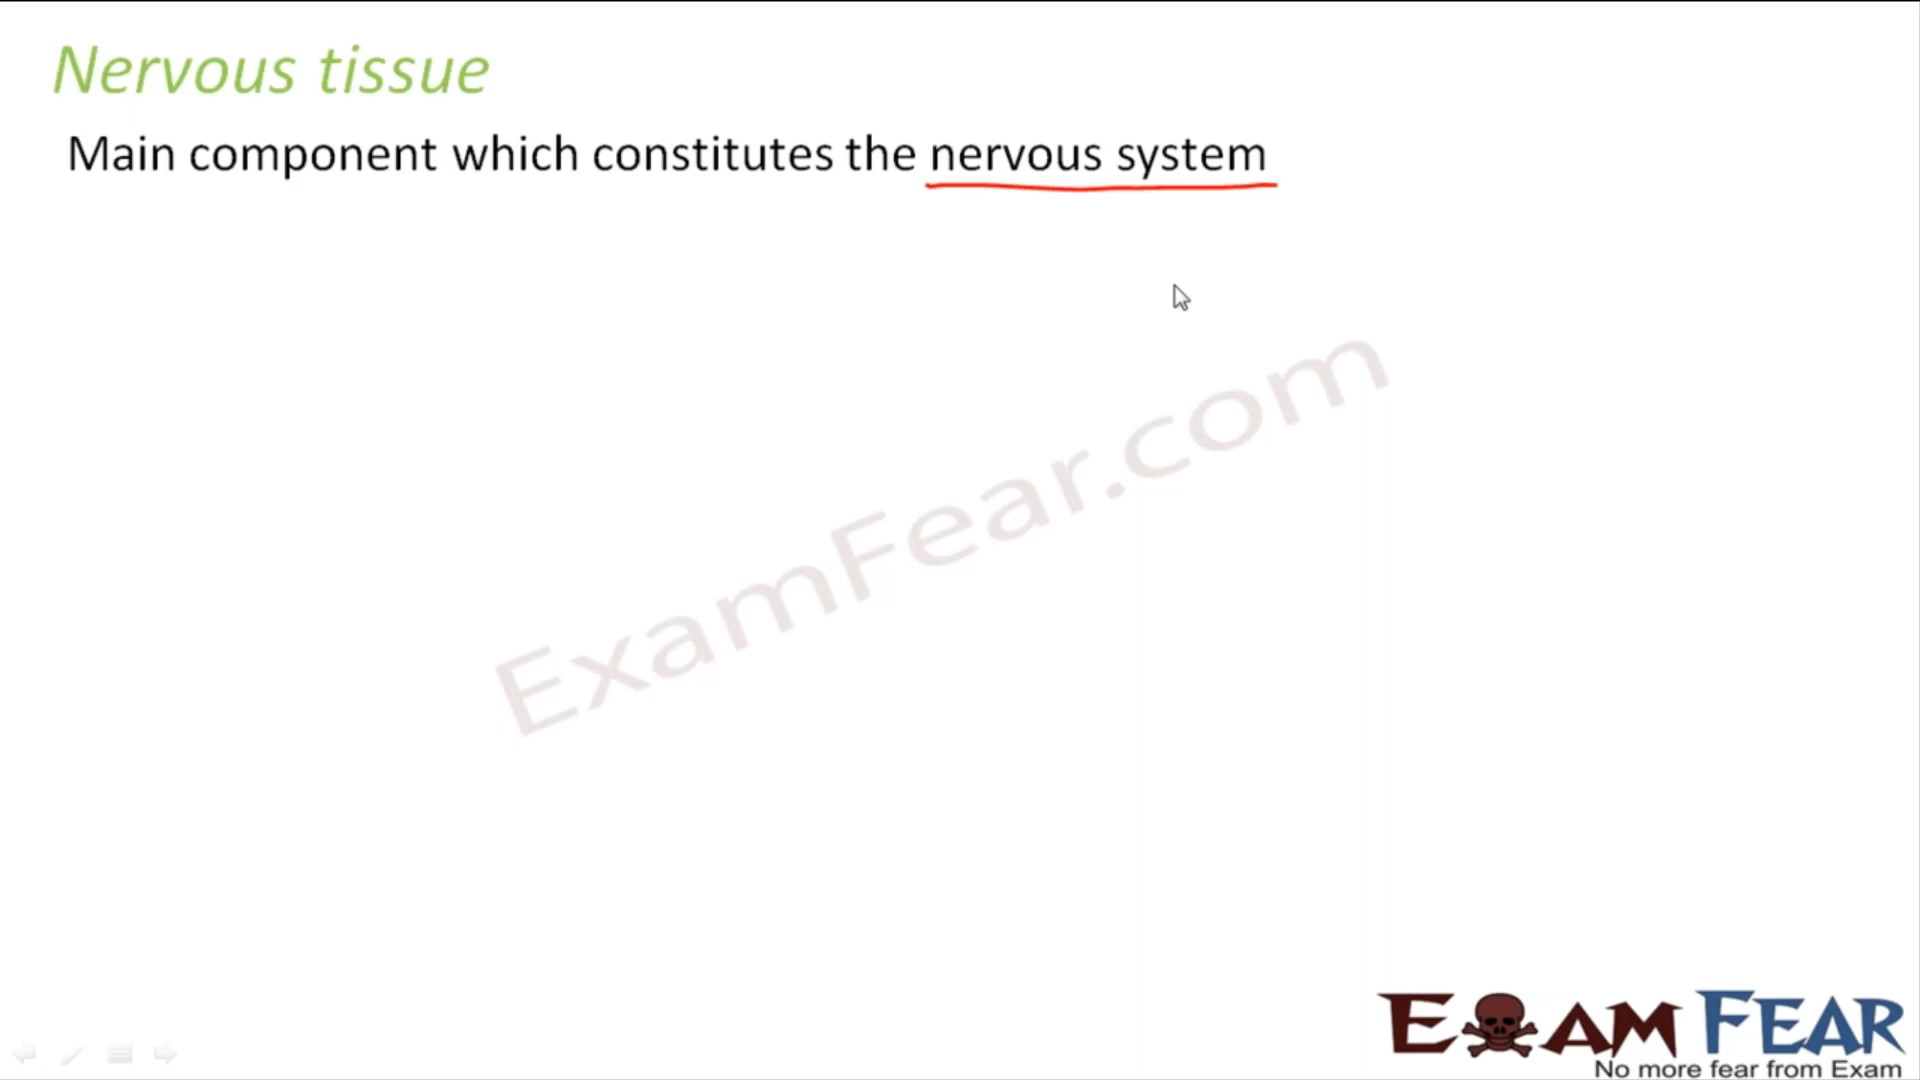 Nervous tissue
Main component which constitutes the nervous system
ExamFear.com
EXAM FEAR
No more fear from Exam